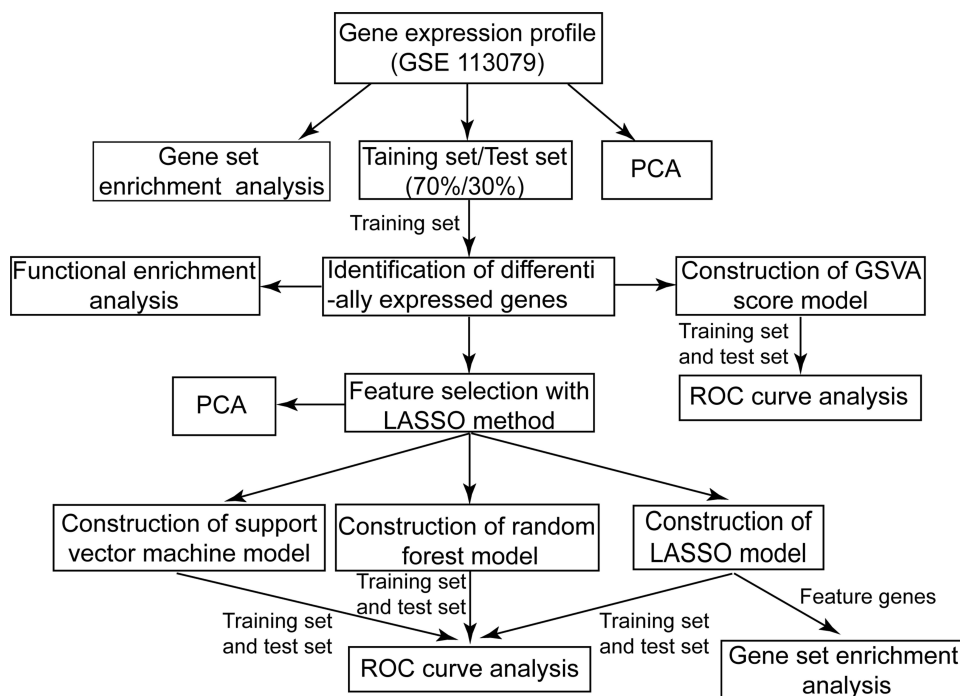 Gene expression profile
(GSE 113079)
Gene set
enrichment analysis
Taining set/Test set
(70%/30%)
PCA
Training set
Functional enrichment
analysis
Identification of differenti
-ally expressed genes
Construction of GSVA
score model
Training set
and test set
PCA
Feature selection with
LASSO method
ROC curve analysis
Construction of support
vector machine model
Construction of random
forest model
Construction of
LASSO model
Training set
and test set
Training set
and test set
Training set
and test set
Feature genes
ROC curve analysis
Gene set enrichment
analysis